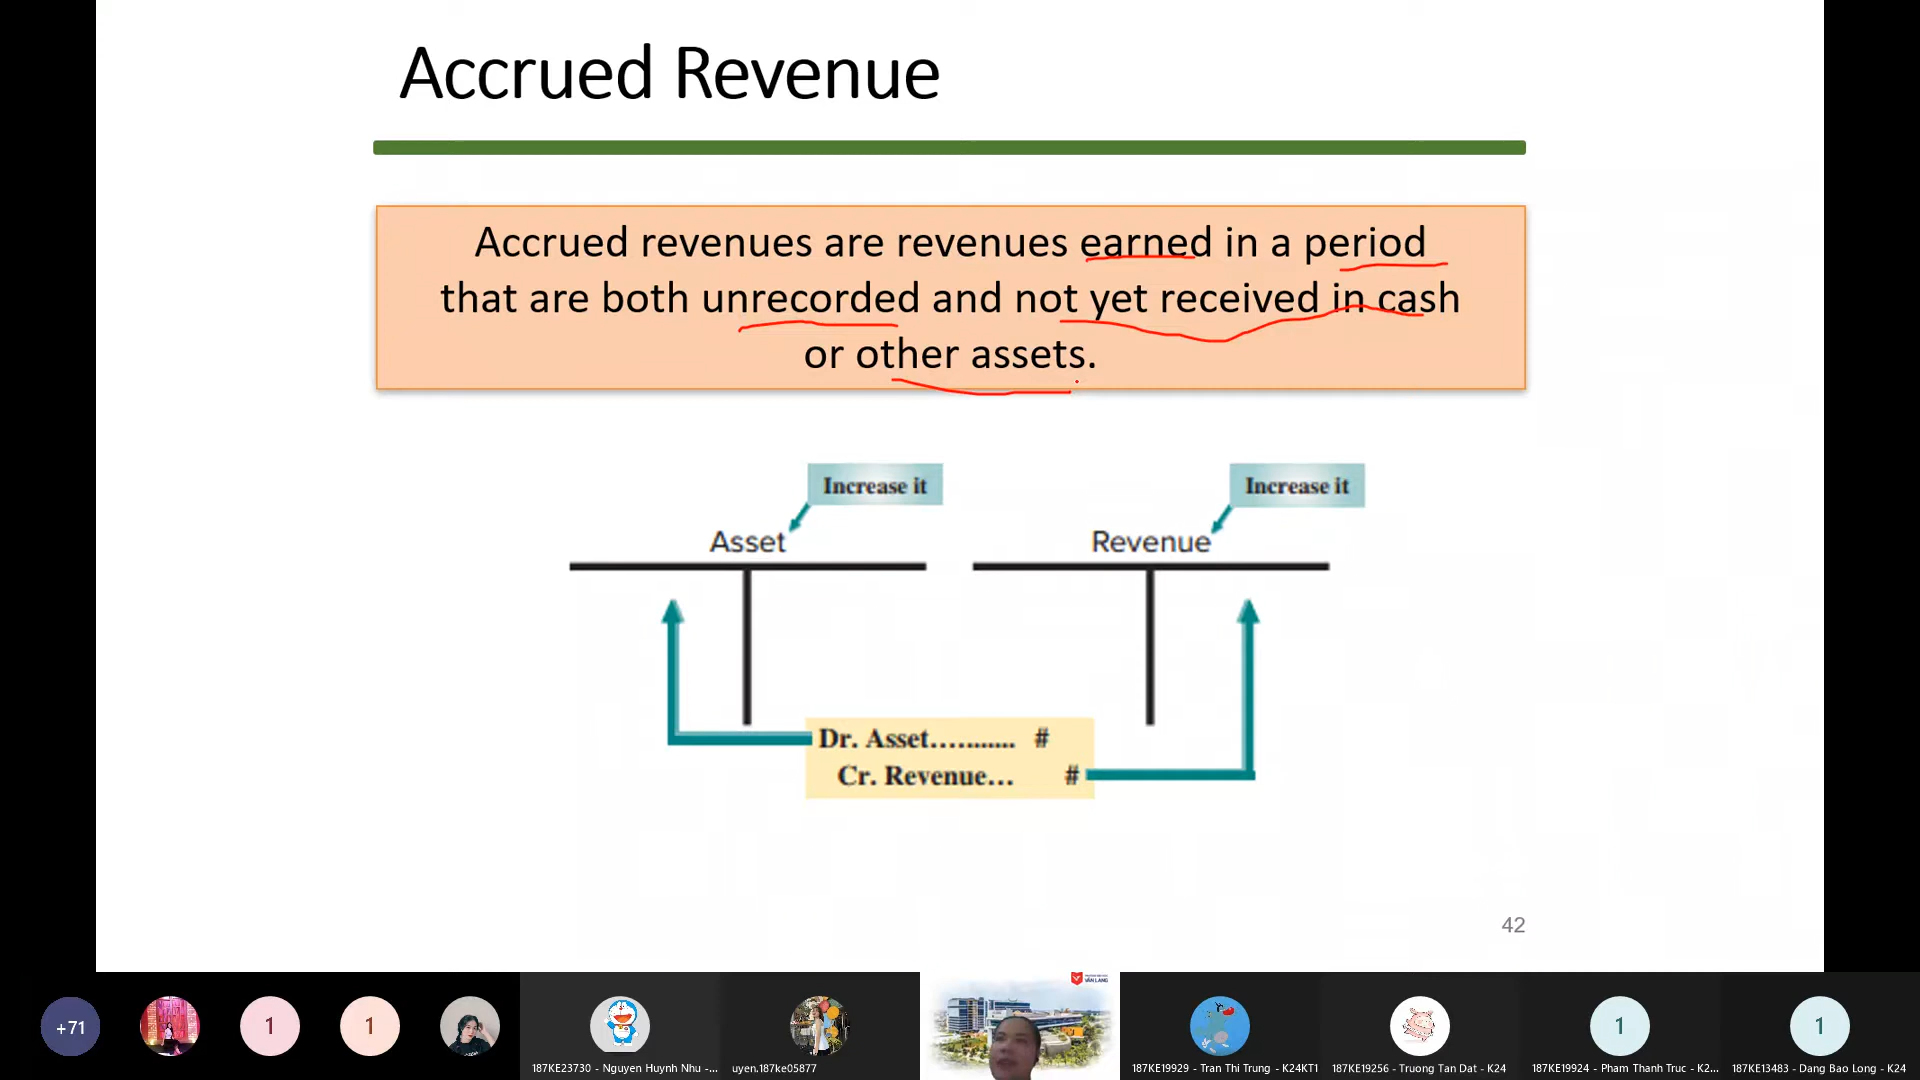 Accrued Revenue
Accrued revenues are revenues earned in a period
that are both unrecorded and not yet received in cash
or other assets.
Increase it
Increase it
Asset
Revenue
Dr. Asset........... #
Cr. Revenue... #
42
+71
1
1
187KE23730 - Nguyen Huynh Nhu -...
uyen.187ke05877
VĂN LANG
187KE19929 - Tran Thi Trung - K24KT1
187KE19256 - Truong Tan Dat - K24
1
187KE19924 - Pham Thanh Truc - K2...
1
187KE13483 - Dang Bao Long - K24